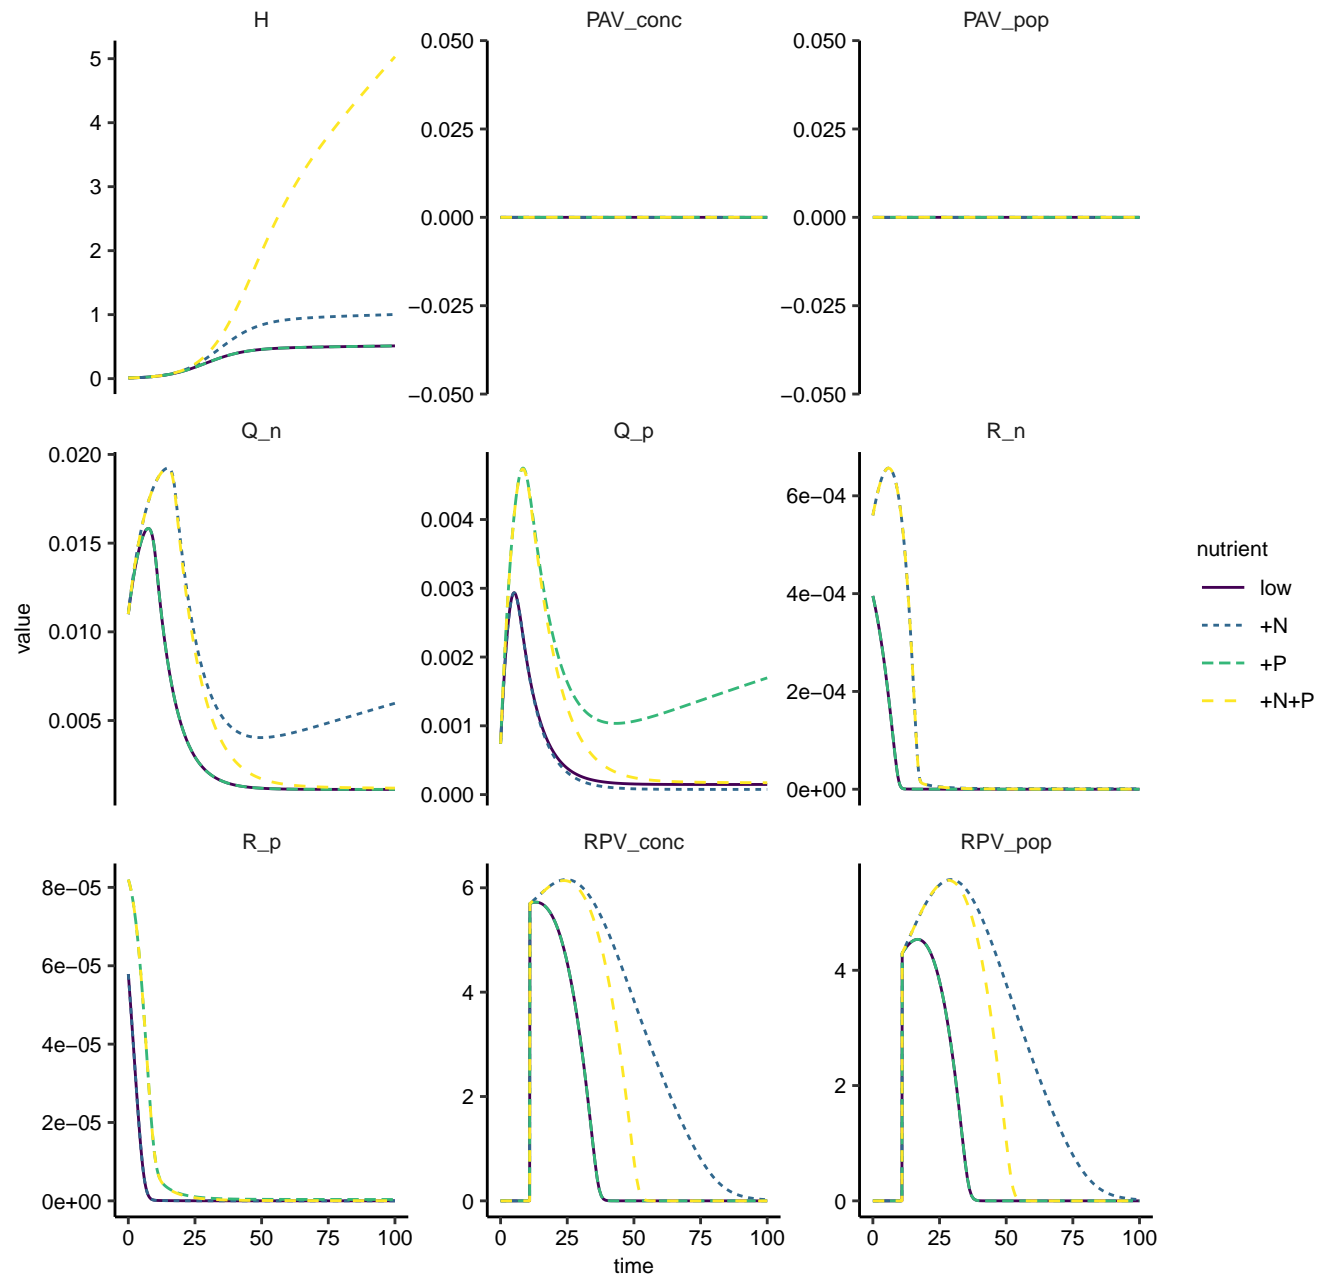 H
PAV_conc
PAV_pop
5
4
3
2
1
0
0.050
0.025
0.000
−0.025
−0.050
0.050
0.025
0.000
−0.025
−0.050
Q_n
Q_p
R_n
0.020
0.015
0.010
0.005
0.004
0.003
0.002
0.001
0.000
6e−04
4e−04
2e−04
0e+00
value
nutrient
low
+N
+P
+N+P
R_p
RPV_conc
RPV_pop
8e−05
6e−05
4e−05
2e−05
0e+00
6
4
2
0
4
2
0
0 25 50 75 100
0 25 50 75 100
0 25 50 75 100
time